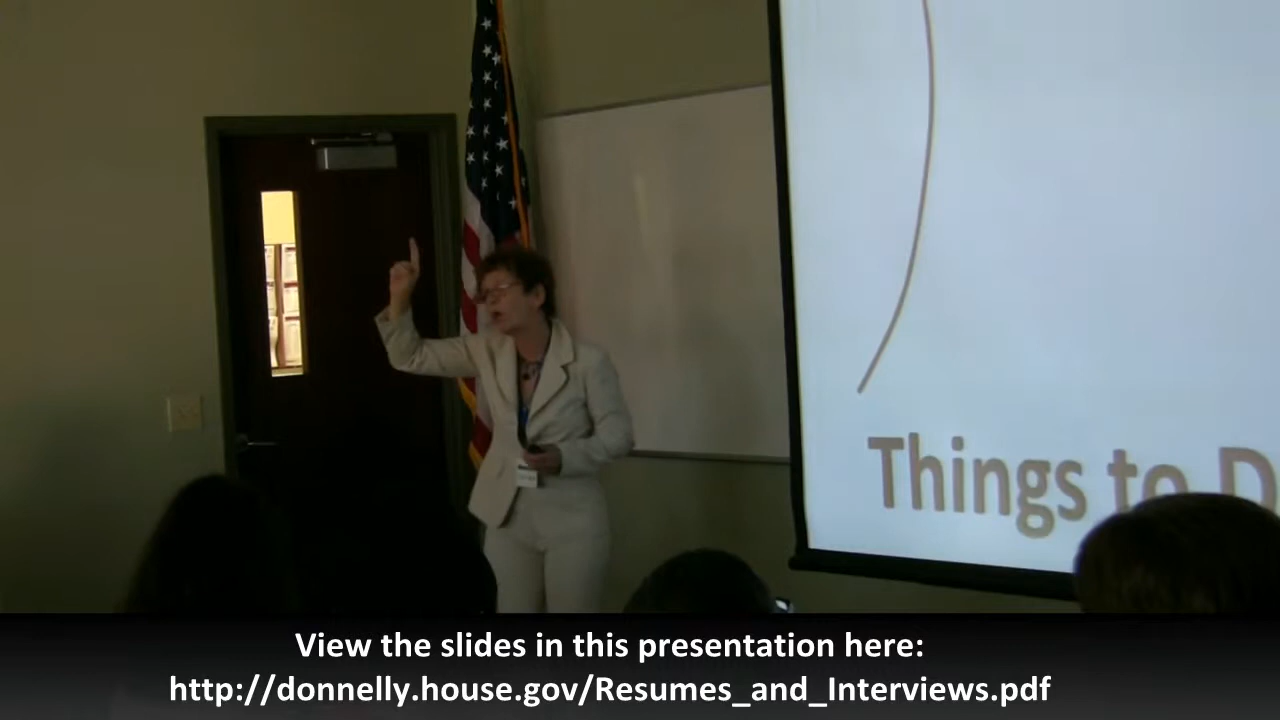 Things to D
View the slides in this presentation here:
http://donnelly.house.gov/Resumes_and_Interviews.pdf